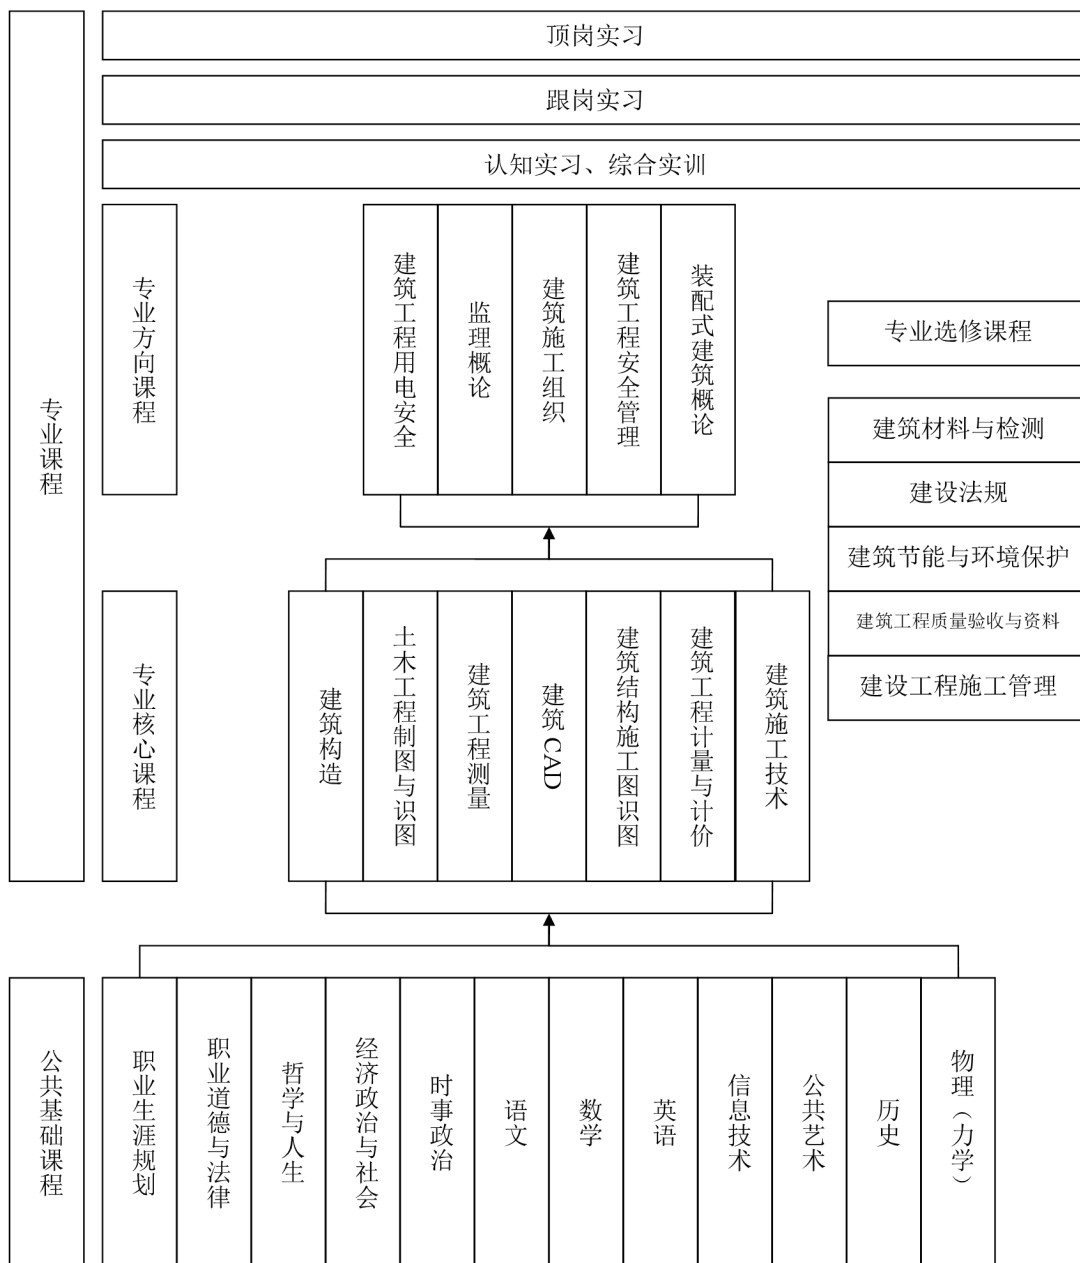 顶岗实习
跟岗实习
认知实习、综合实训
专业课程
专业方向课程
建筑工程用电安全
监理概论
建筑施工组织
建筑工程安全管理
装配式建筑概论
专业选修课程
建筑材料与检测
建设法规
建筑节能与环境保护
建筑工程质量验收与资料
建设工程施工管理
专业核心课程
建筑构造
土木工程制图与识图
建筑工程测量
建筑CAD
建筑结构施工图识图
建筑工程计量与计价
建筑施工技术
公共基础课程
职业生涯规划
职业道德与法律
哲学与人生
经济政治与社会
时事政治
语文
数学
英语
信息技术
公共艺术
历史
物理（力学）